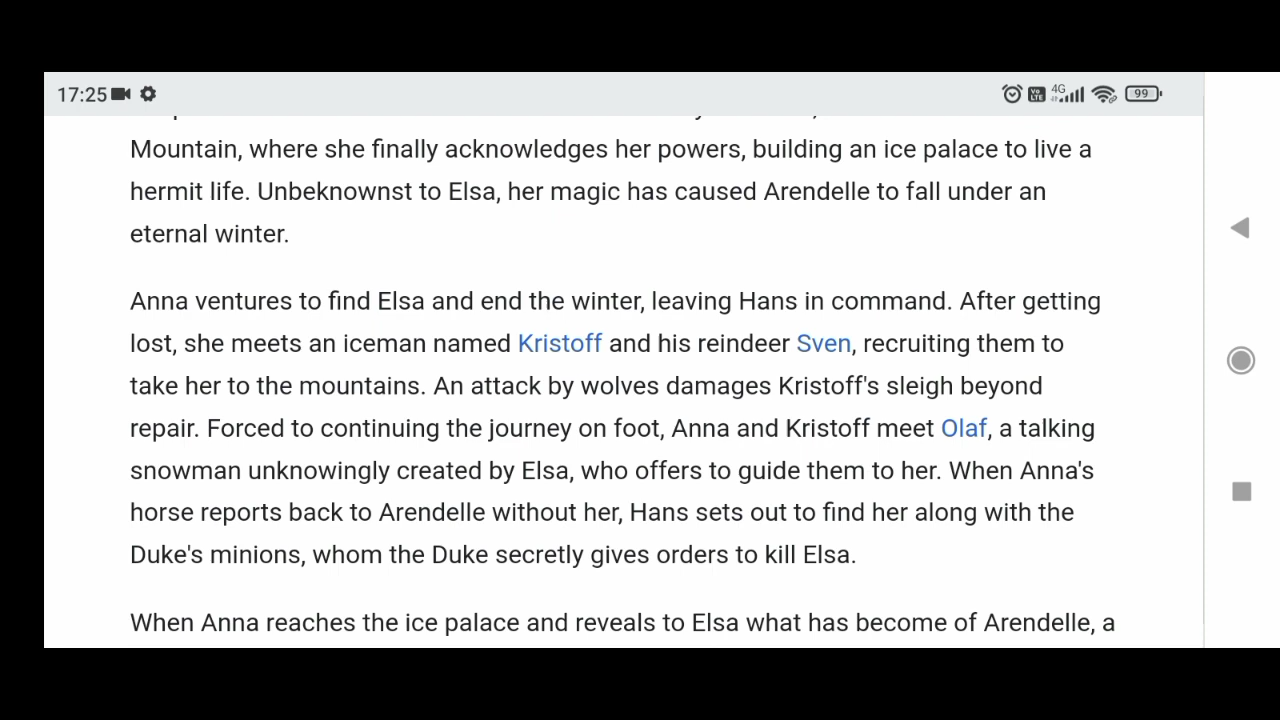 17:25
Vo LTE 4G 99
Mountain, where she finally acknowledges her powers, building an ice palace to live a
hermit life. Unbeknownst to Elsa, her magic has caused Arendelle to fall under an
eternal winter.
Anna ventures to find Elsa and end the winter, leaving Hans in command. After getting
lost, she meets an iceman named Kristoff and his reindeer Sven, recruiting them to
take her to the mountains. An attack by wolves damages Kristoff's sleigh beyond
repair. Forced to continuing the journey on foot, Anna and Kristoff meet Olaf, a talking
snowman unknowingly created by Elsa, who offers to guide them to her. When Anna's
horse reports back to Arendelle without her, Hans sets out to find her along with the
Duke's minions, whom the Duke secretly gives orders to kill Elsa.
When Anna reaches the ice palace and reveals to Elsa what has become of Arendelle, a